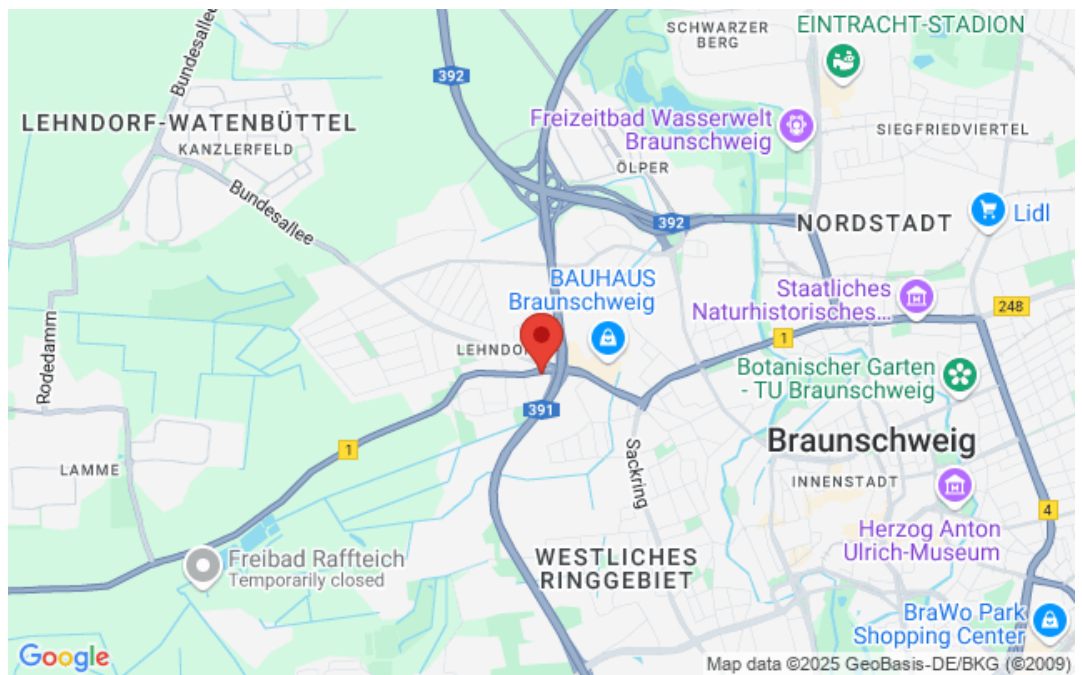 SCHWARZER
BERG
EINTRACHT-STADION
392
Bundesallee
LEHNDORF-WATENBÜTTEL
KANZLERFELD
Freizeitbad Wasserwelt
Braunschweig
SIEGFRIEDVIERTEL
ÖLPER
Bundesallee
392
NORDSTADT
Lidl
BAUHAUS
Braunschweig
Staatliches
Naturhistorisches...
248
1
Rodedamm
LEHNDOR
Botanischer Garten
- TU Braunschweig
391
1
Sackring
Braunschweig
LAMME
INNENSTADT
4
Herzog Anton
Ulrich-Museum
Freibad Raffteich
Temporarily closed
WESTLICHES
RINGGEBIET
BraWo Park
Shopping Center
Google
Map data ©2025 GeoBasis-DE/BKG (©2009)